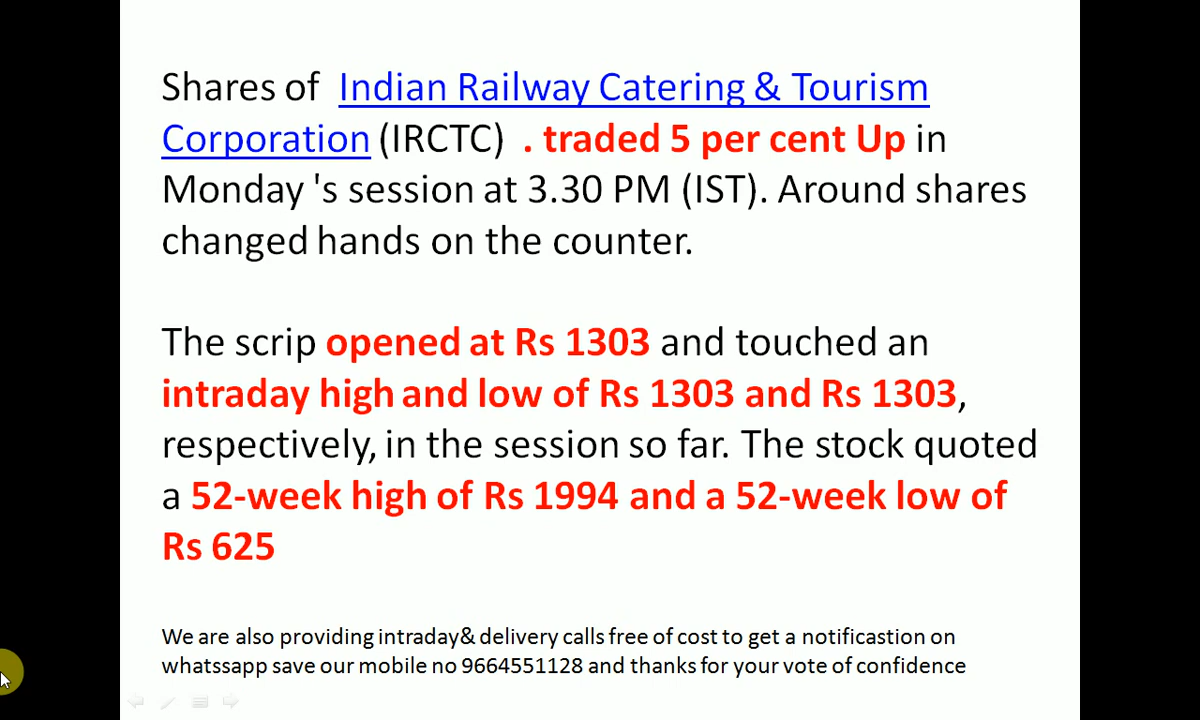 Shares of Indian Railway Catering & Tourism
Corporation (IRCTC) . traded 5 per cent Up in
Monday 's session at 3.30 PM (IST). Around shares
changed hands on the counter.
The scrip opened at Rs 1303 and touched an
intraday high and low of Rs 1303 and Rs 1303,
respectively, in the session so far. The stock quoted
a 52-week high of Rs 1994 and a 52-week low of
Rs 625
We are also providing intraday& delivery calls free of cost to get a notificastion on
whatssapp save our mobile no 9664551128 and thanks for your vote of confidence